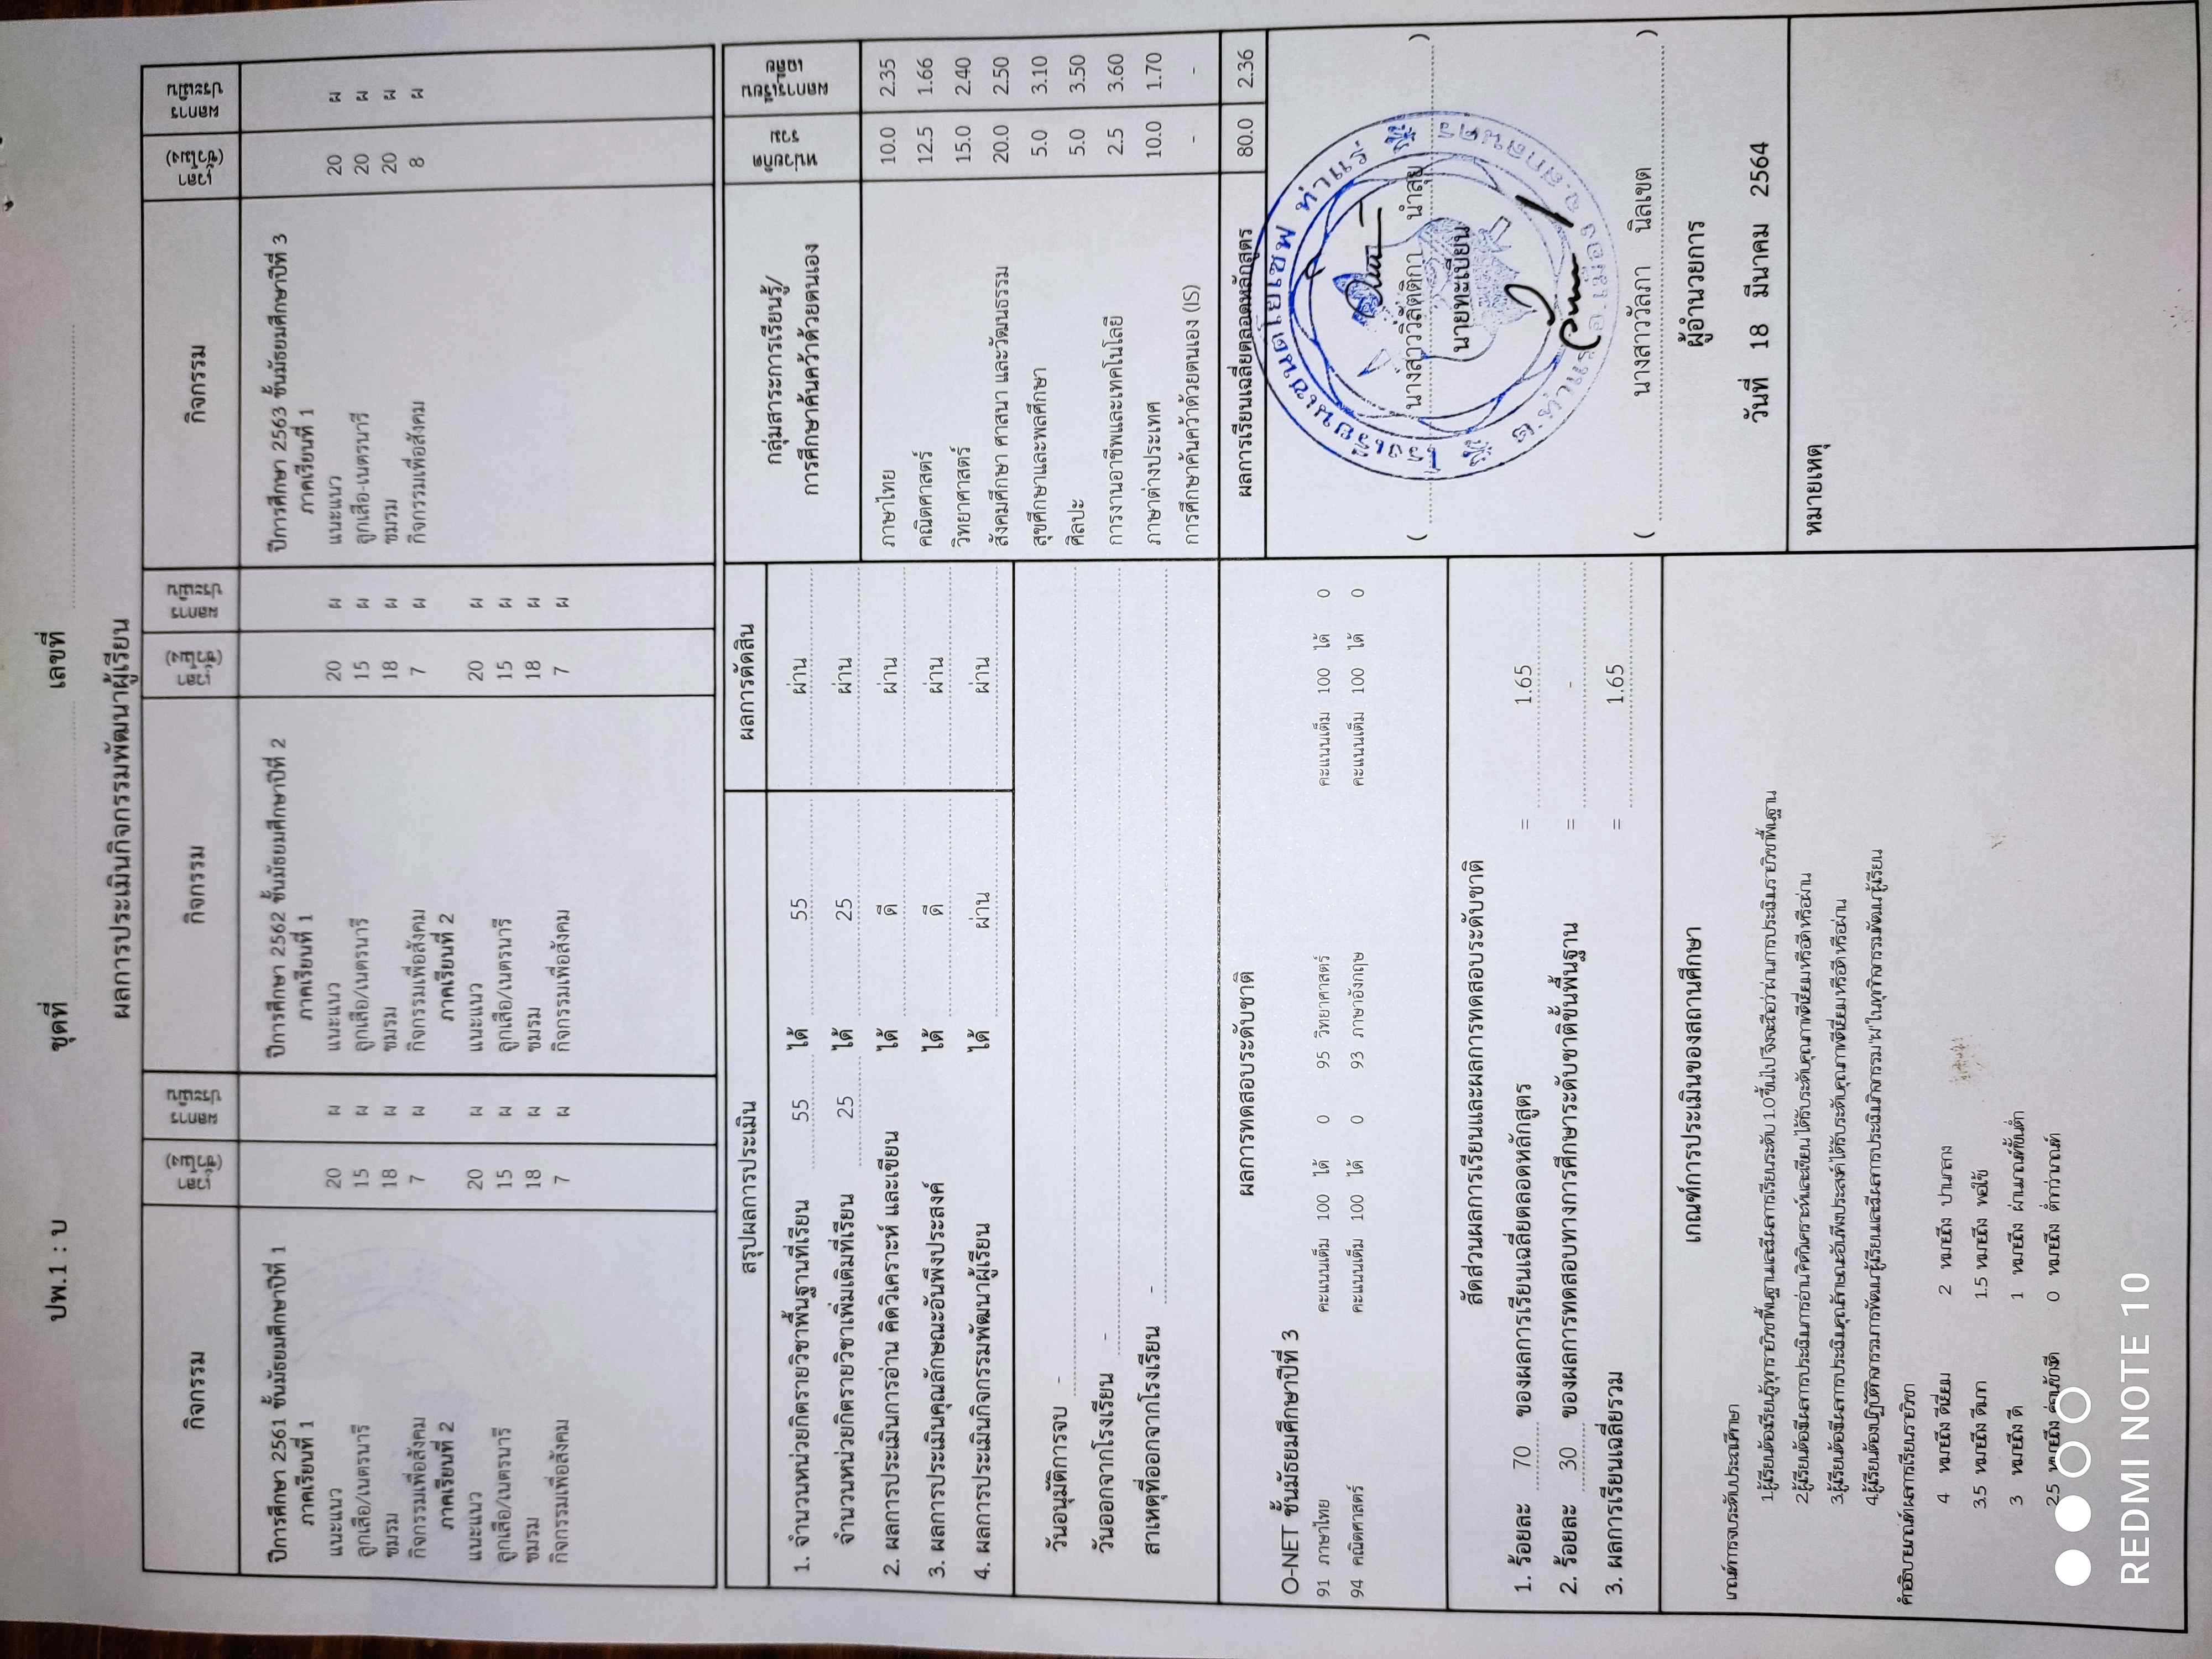 ปพ.1 : บ ชุดที่ เลขที่
ผลการประเมินกิจกรรมพัฒนาผู้เรียน
กิจกรรม เวลา (ชั่วโมง) ผลการประเมิน กิจกรรม เวลา (ชั่วโมง) ผลการประเมิน กิจกรรม เวลา (ชั่วโมง) ผลการประเมิน
ปีการศึกษา 2561 ชั้นมัธยมศึกษาปีที่ 1 ปีการศึกษา 2562 ชั้นมัธยมศึกษาปีที่ 2 ปีการศึกษา 2563 ชั้นมัธยมศึกษาปีที่ 3
ภาคเรียนที่ 1 ภาคเรียนที่ 1 ภาคเรียนที่ 1
แนะแนว 20 ผ แนะแนว 20 ผ แนะแนว 20 ผ
ลูกเสือ/เนตรนารี 15 ผ ลูกเสือ/เนตรนารี 15 ผ ลูกเสือ-เนตรนารี 20 ผ
ชมรม 18 ผ ชมรม 18 ผ ชมรม 20 ผ
กิจกรรมเพื่อสังคม 7 ผ กิจกรรมเพื่อสังคม 7 ผ กิจกรรมเพื่อสังคม 8 ผ
ภาคเรียนที่ 2 ภาคเรียนที่ 2
แนะแนว 20 ผ แนะแนว 20 ผ
ลูกเสือ/เนตรนารี 15 ผ ลูกเสือ/เนตรนารี 15 ผ
ชมรม 18 ผ ชมรม 18 ผ
กิจกรรมเพื่อสังคม 7 ผ กิจกรรมเพื่อสังคม 7 ผ
สรุปผลการประเมิน ผลการตัดสิน
1. จำนวนหน่วยกิตรายวิชาพื้นฐานที่เรียน 55 ได้ 55 ผ่าน
จำนวนหน่วยกิตรายวิชาเพิ่มเติมที่เรียน 25 ได้ 25 ผ่าน
2. ผลการประเมินการอ่าน คิดวิเคราะห์ และเขียน ได้ ดี ผ่าน
3. ผลการประเมินคุณลักษณะอันพึงประสงค์ ได้ ดี ผ่าน
4. ผลการประเมินกิจกรรมพัฒนาผู้เรียน ได้ ผ่าน ผ่าน
วันอนุมัติการจบ -
วันออกจากโรงเรียน -
สาเหตุที่ออกจากโรงเรียน -
กลุ่มสาระการเรียนรู้/ หน่วยกิตรวม ผลการเรียนเฉลี่ย
การศึกษาค้นคว้าด้วยตนเอง
ภาษาไทย 10.0 2.35
คณิตศาสตร์ 12.5 1.66
วิทยาศาสตร์ 15.0 2.40
สังคมศึกษา ศาสนา และวัฒนธรรม 20.0 2.50
สุขศึกษาและพลศึกษา 5.0 3.10
ศิลปะ 5.0 3.50
การงานอาชีพและเทคโนโลยี 2.5 3.60
ภาษาต่างประเทศ 10.0 1.70
การศึกษาค้นคว้าด้วยตนเอง (IS) - -
ผลการเรียนเฉลี่ยตลอดหลักสูตร 80.0 2.36
ผลการทดสอบระดับชาติ
O-NET ชั้นมัธยมศึกษาปีที่ 3
91 ภาษาไทย คะแนนเต็ม 100 ได้ 0 95 วิทยาศาสตร์ คะแนนเต็ม 100 ได้ 0
94 คณิตศาสตร์ คะแนนเต็ม 100 ได้ 0 93 ภาษาอังกฤษ คะแนนเต็ม 100 ได้ 0
สัดส่วนผลการเรียนและผลการทดสอบระดับชาติ
1. ร้อยละ 70 ของผลการเรียนเฉลี่ยตลอดหลักสูตร = 1.65
2. ร้อยละ 30 ของผลการทดสอบทางการศึกษาระดับชาติขั้นพื้นฐาน = -
3. ผลการเรียนเฉลี่ยรวม = 1.65
โรงเรียนเซนต์โยเซฟ ท่าแร่
อ.เมือง จ.สกลนคร
( นางสาววิลัตติกา นำลุย )
นายทะเบียน
( นางสาววัลภา นิลเขต )
ผู้อำนวยการ
วันที่ 18 มีนาคม 2564
หมายเหตุ
เกณฑ์การประเมินของสถานศึกษา
เกณฑ์การจบระดับประถมศึกษา
1.ผู้เรียนต้องเรียนรู้ทุกรายวิชาพื้นฐานและมีผลการเรียนระดับ 1.0 ขึ้นไป จึงจะถือว่าผ่านการประเมินรายวิชาพื้นฐาน
2.ผู้เรียนต้องมีผลการประเมินการอ่าน คิดวิเคราะห์และเขียน ได้รับระดับคุณภาพดีเยี่ยม หรือดี หรือผ่าน
3.ผู้เรียนต้องมีผลการประเมินคุณลักษณะอันพึงประสงค์ ได้รับระดับคุณภาพดีเยี่ยม หรือดี หรือผ่าน
4.ผู้เรียนต้องปฏิบัติกิจกรรมการพัฒนาผู้เรียนและมีผลการประเมินกิจกรรม "ผ" ในทุกกิจกรรมพัฒนาผู้เรียน
คำอธิบายเกณฑ์ผลการเรียนรายวิชา
4 หมายถึง ดีเยี่ยม 2 หมายถึง ปานกลาง
3.5 หมายถึง ดีมาก 1.5 หมายถึง พอใช้
3 หมายถึง ดี 1 หมายถึง ผ่านเกณฑ์ขั้นต่ำ
2.5 หมายถึง ค่อนข้างดี 0 หมายถึง ต่ำกว่าเกณฑ์
REDMI NOTE 10